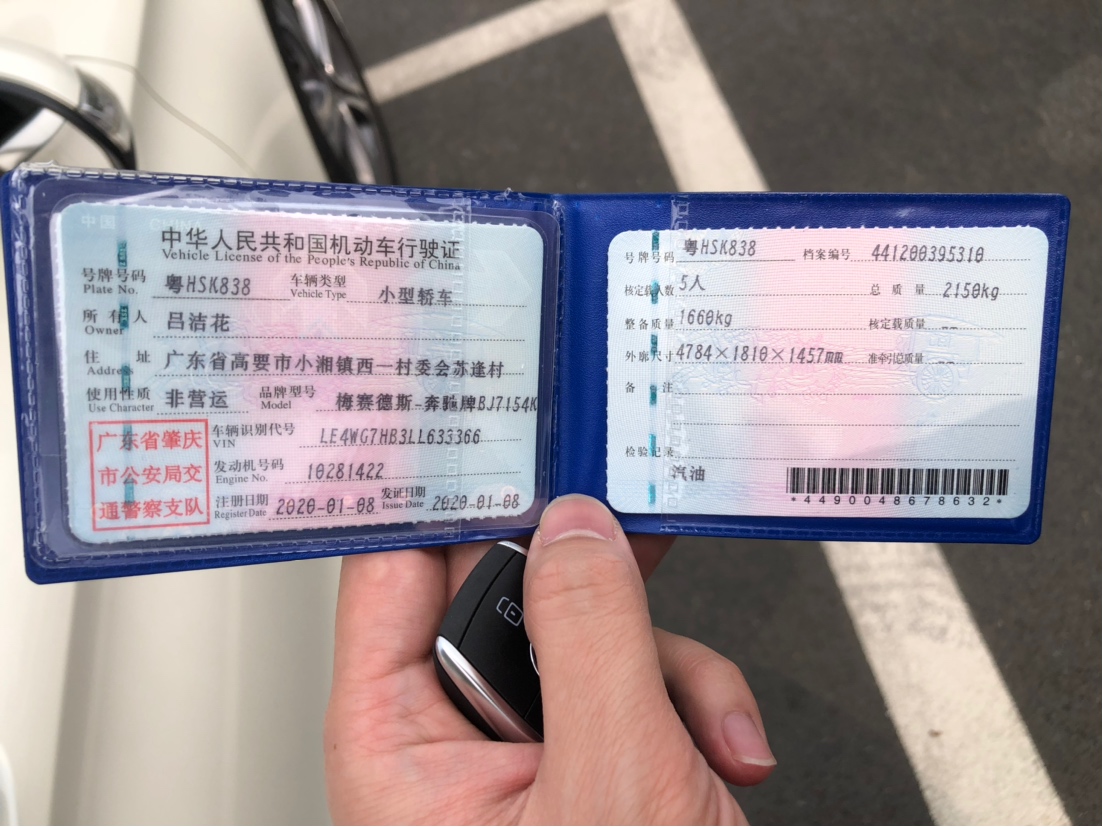 中国 CHINA
中华人民共和国机动车行驶证
Vehicle License of the People's Republic of China
号牌号码 粤HSK838 车辆类型 小型轿车
Plate No. Vehicle Type
所有人 吕洁花
Owner
住址 广东省高要市小湘镇西一村委会苏逢村
Address
使用性质 非营运 品牌型号 梅赛德斯-奔驰牌BJ7154K
Use Character Model
广东省肇庆
市公安局交
通警察支队
车辆识别代号 LE4WG7HB3LL633366
VIN
发动机号码 10281422
Engine No.
注册日期 2020-01-08 发证日期 2020-01-08
Register Date Issue Date
号牌号码 粤HSK838 档案编号 441200395310
核定载人数 5人 总质量 2150kg
整备质量 1660kg 核定载质量 --
外廓尺寸 4784×1810×1457mm 准牵引总质量 --
备注
检验记录
汽油
*4490048678632*